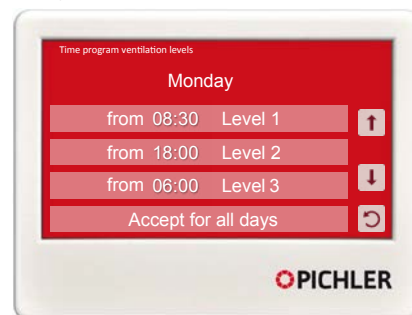 Time program ventilation levels
Monday
from 08:30 Level 1
from 18:00 Level 2
from 06:00 Level 3
Accept for all days
PICHLER